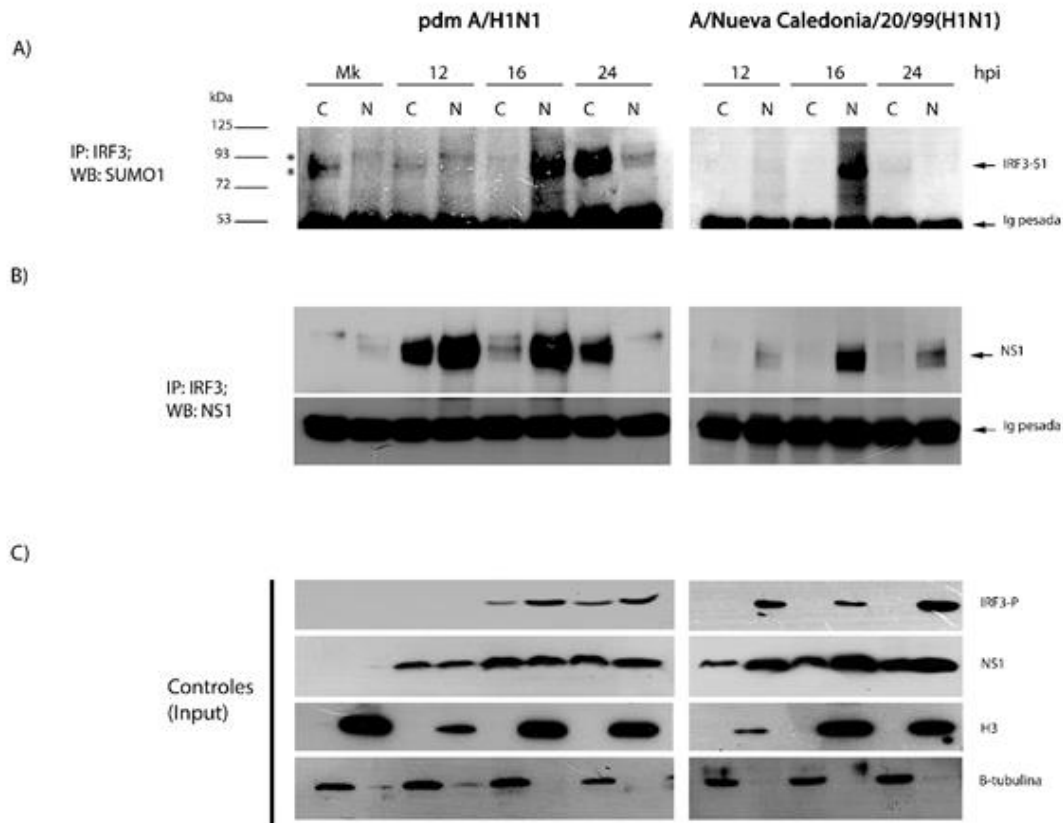 pdm A/H1N1
A/Nueva Caledonia/20/99(H1N1)
A)
Mk 12 16 24
12 16 24 hpi
kDa
C N C N C N C N
C N C N C N
125
IP: IRF3;
WB: SUMO1
93
72
53
*
*
IRF3-S1
Ig pesada
B)
IP: IRF3;
WB: NS1
NS1
Ig pesada
C)
Controles
(Input)
IRF3-P
NS1
H3
B-tubulina